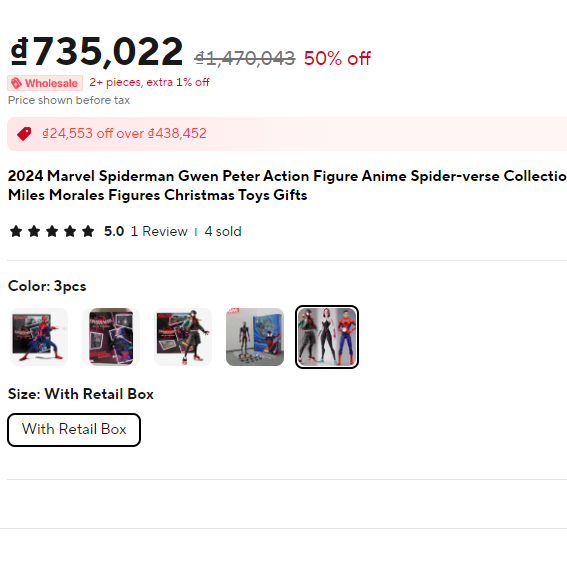 ₫735,022 ₫1,470,043 50% off
Wholesale 2+ pieces, extra 1% off
Price shown before tax
₫24,553 off over ₫438,452
2024 Marvel Spiderman Gwen Peter Action Figure Anime Spider-verse Collectio
Miles Morales Figures Christmas Toys Gifts
5.0 1 Review | 4 sold
Color: 3pcs
Size: With Retail Box
With Retail Box